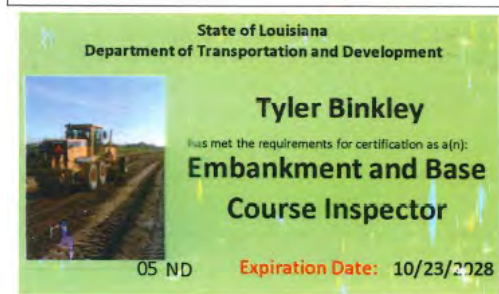 State of Louisiana
Department of Transportation and Development
Tyler Binkley
has met the requirements for certification as a(n):
Embankment and Base
Course Inspector
05 ND Expiration Date: 10/23/2028